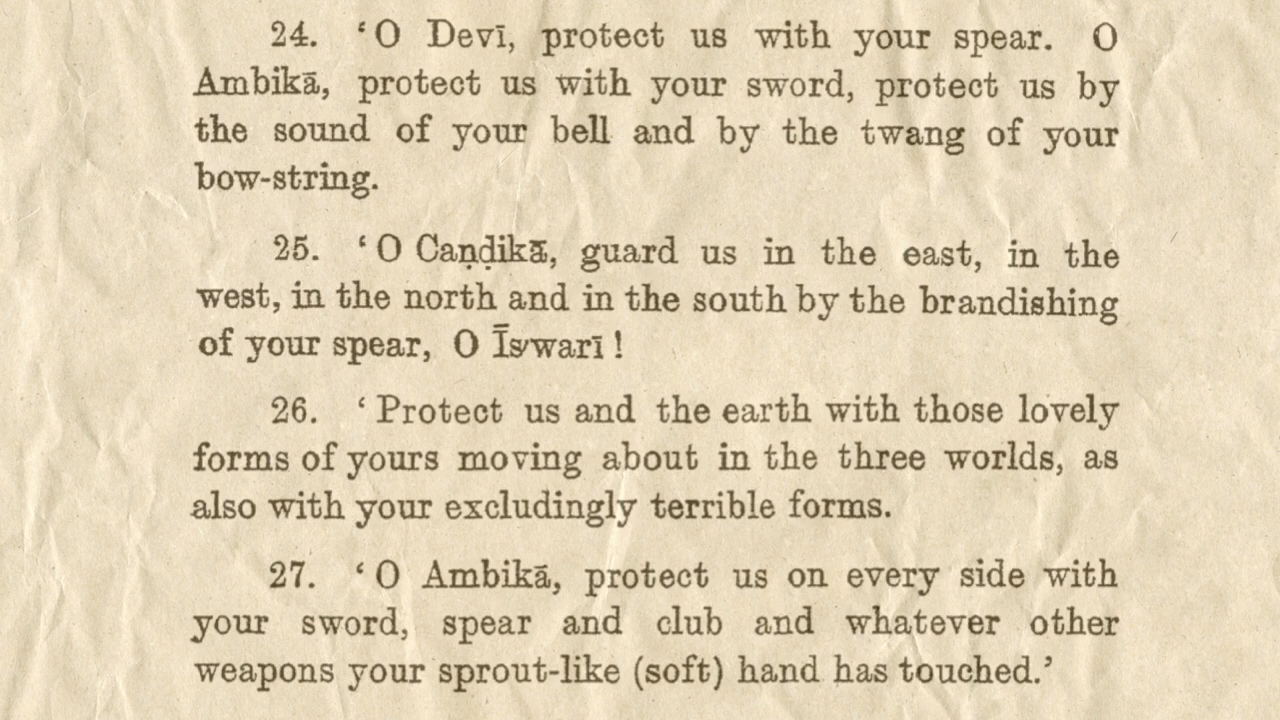 24. ‘O Devī, protect us with your spear. O
Ambikā, protect us with your sword, protect us by
the sound of your bell and by the twang of your
bow-string.
25. ‘O Caṇḍikā, guard us in the east, in the
west, in the north and in the south by the brandishing
of your spear, O Īs′warī !
26. ‘Protect us and the earth with those lovely
forms of yours moving about in the three worlds, as
also with your excludingly terrible forms.
27. ‘O Ambikā, protect us on every side with
your sword, spear and club and whatever other
weapons your sprout-like (soft) hand has touched.’